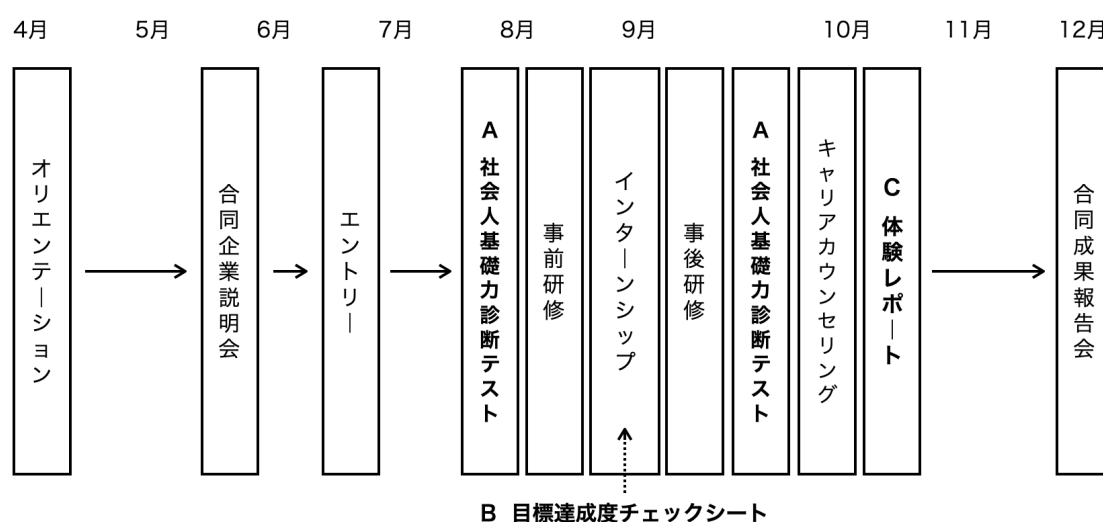 4月 5月 6月 7月 8月 9月 10月 11月 12月
オリエンテーション
合同企業説明会
エントリー
A 社会人基礎力診断テスト
事前研修
インターンシップ
事後研修
A 社会人基礎力診断テスト
キャリアカウンセリング
C 体験レポート
合同成果報告会
B 目標達成度チェックシート